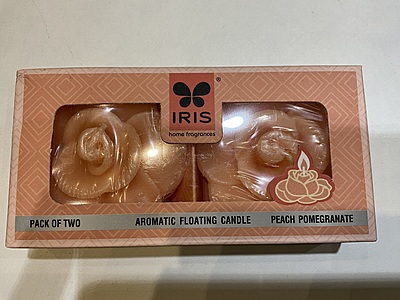 ®
IRIS
home fragrances
PACK OF TWO AROMATIC FLOATING CANDLE PEACH POMEGRANATE